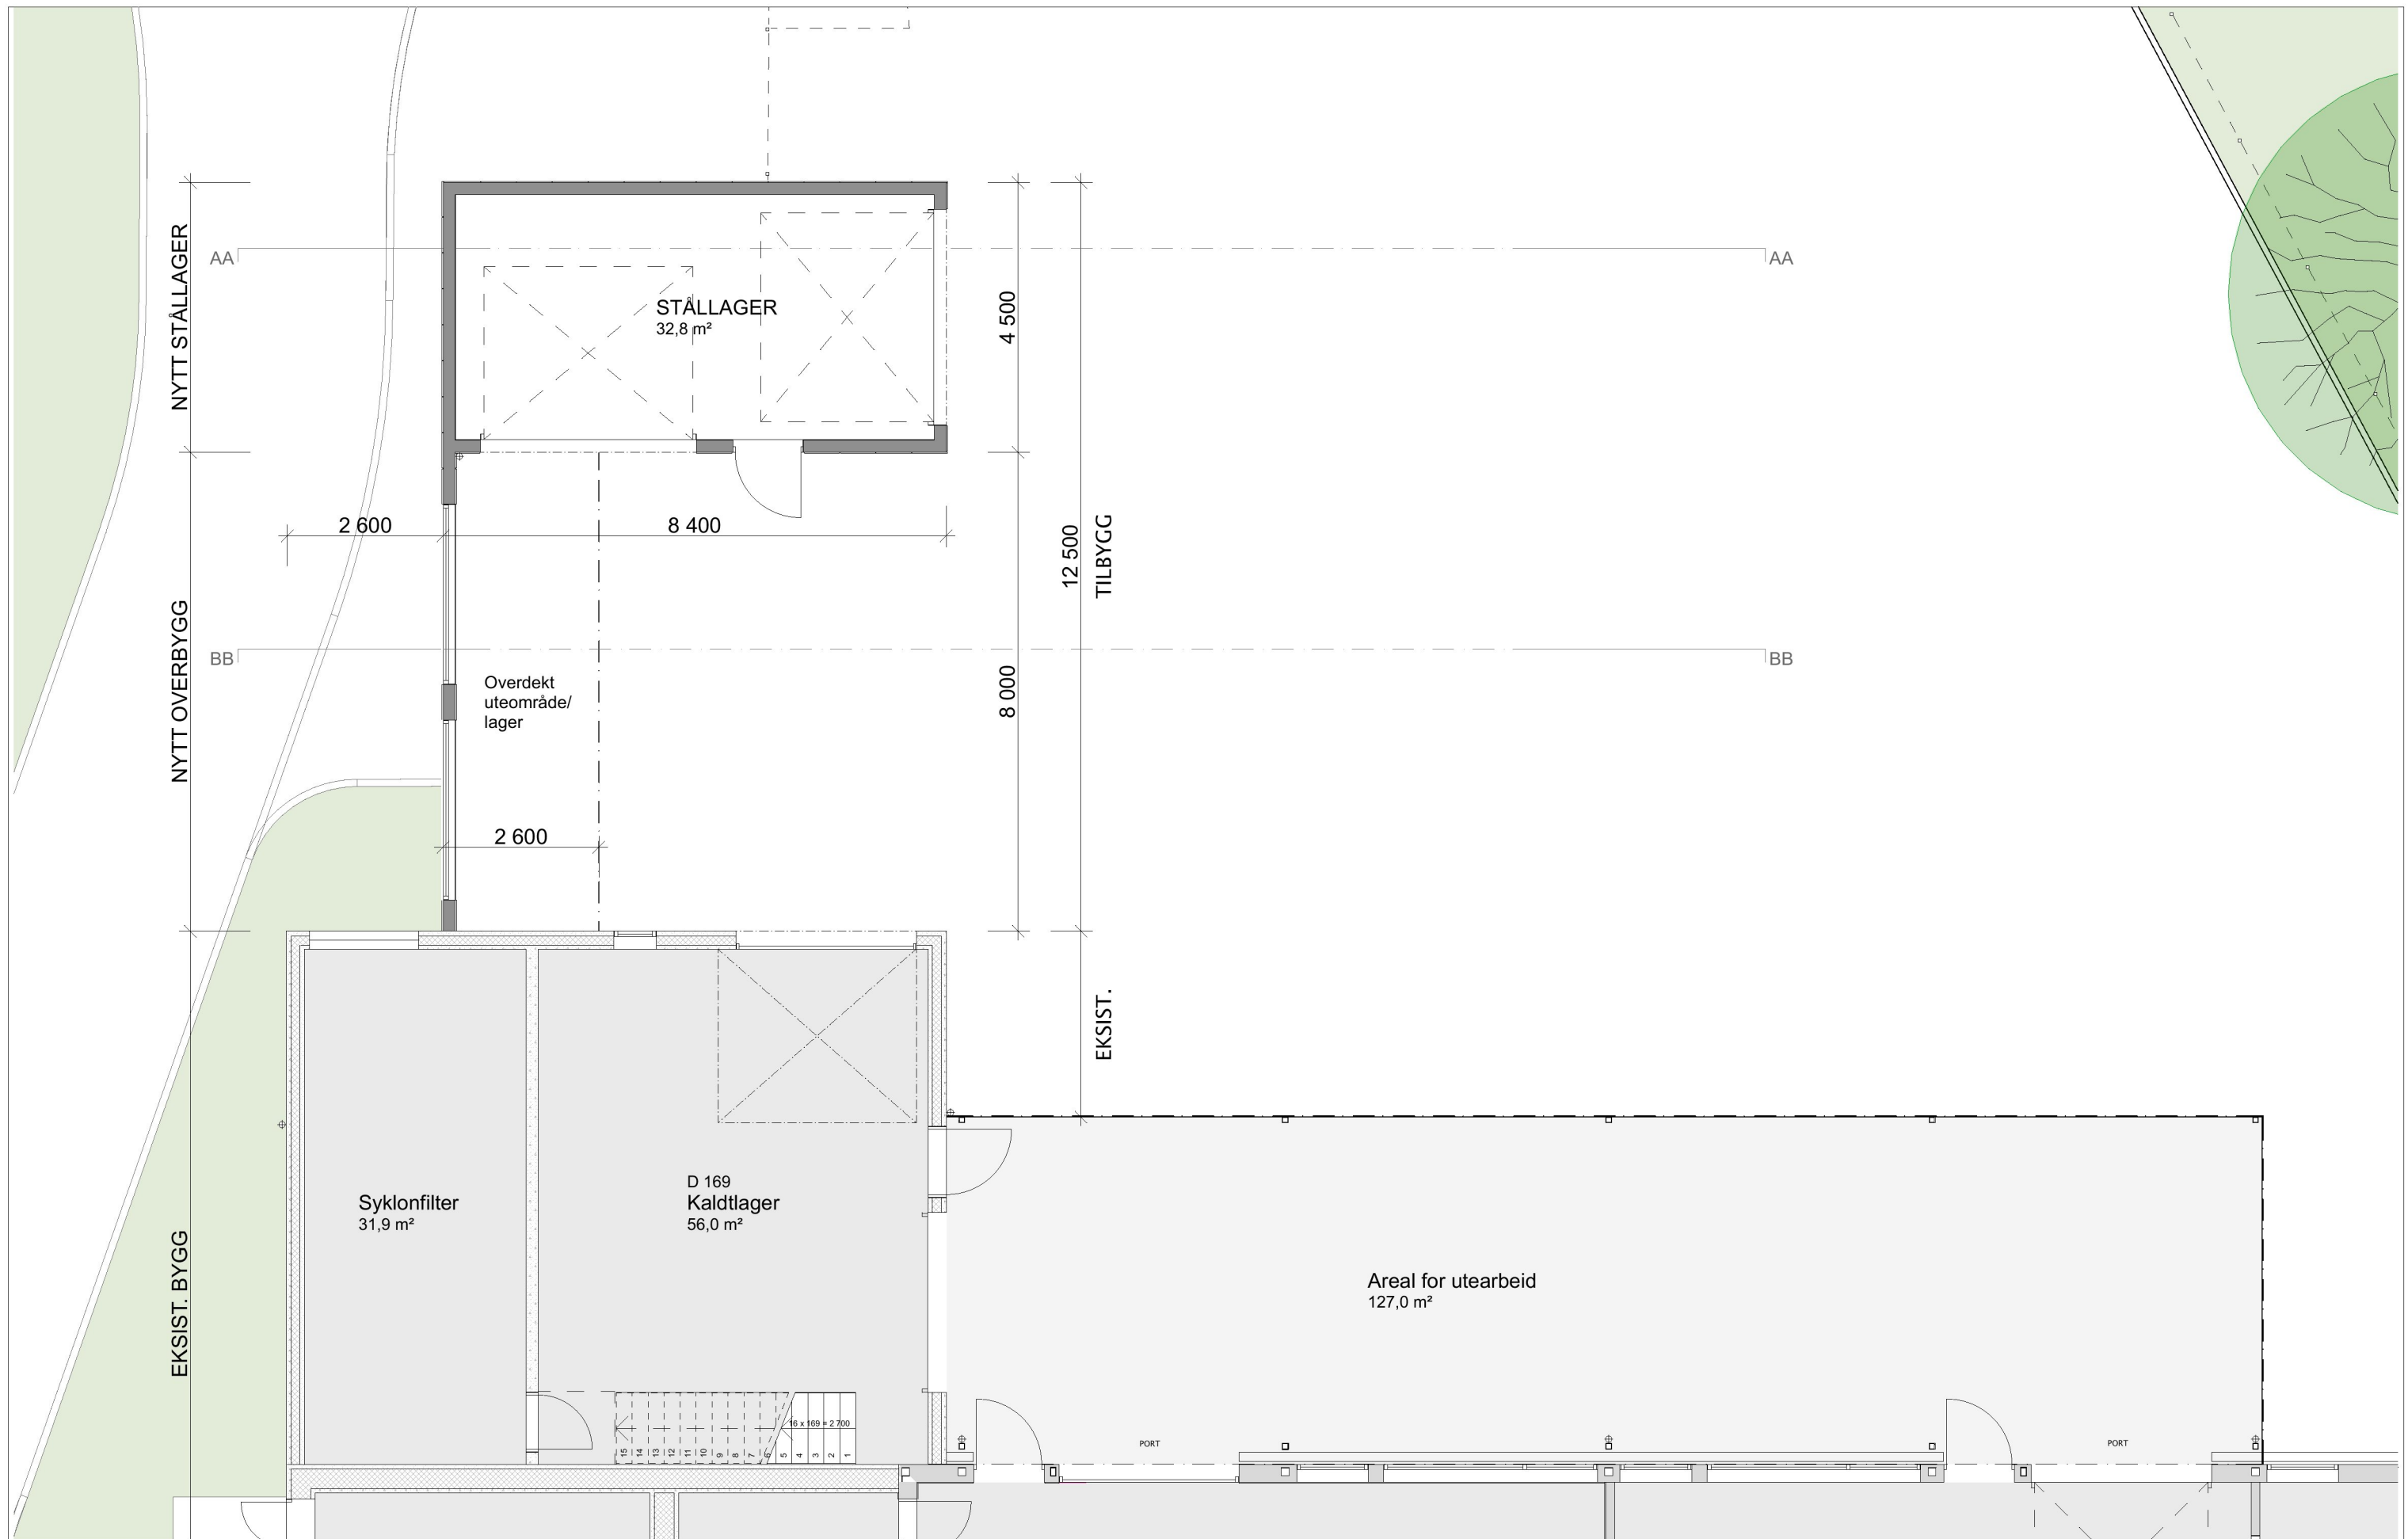 NYTT STÅLLAGER
AA
AA
STÅLLAGER
32,8 m²
4 500
2 600
8 400
12 500
TILBYGG
NYTT OVERBYGG
BB
BB
Overdekt
uteområde/
lager
8 000
2 600
EKSIST.
D 169
Syklonfilter
31,9 m²
Kaldtlager
56,0 m²
EKSIST. BYGG
Areal for utearbeid
127,0 m²
16 x 169 = 2 700
15
14
13
12
11
10
9
8
7
6
5
4
3
2
1
PORT
PORT